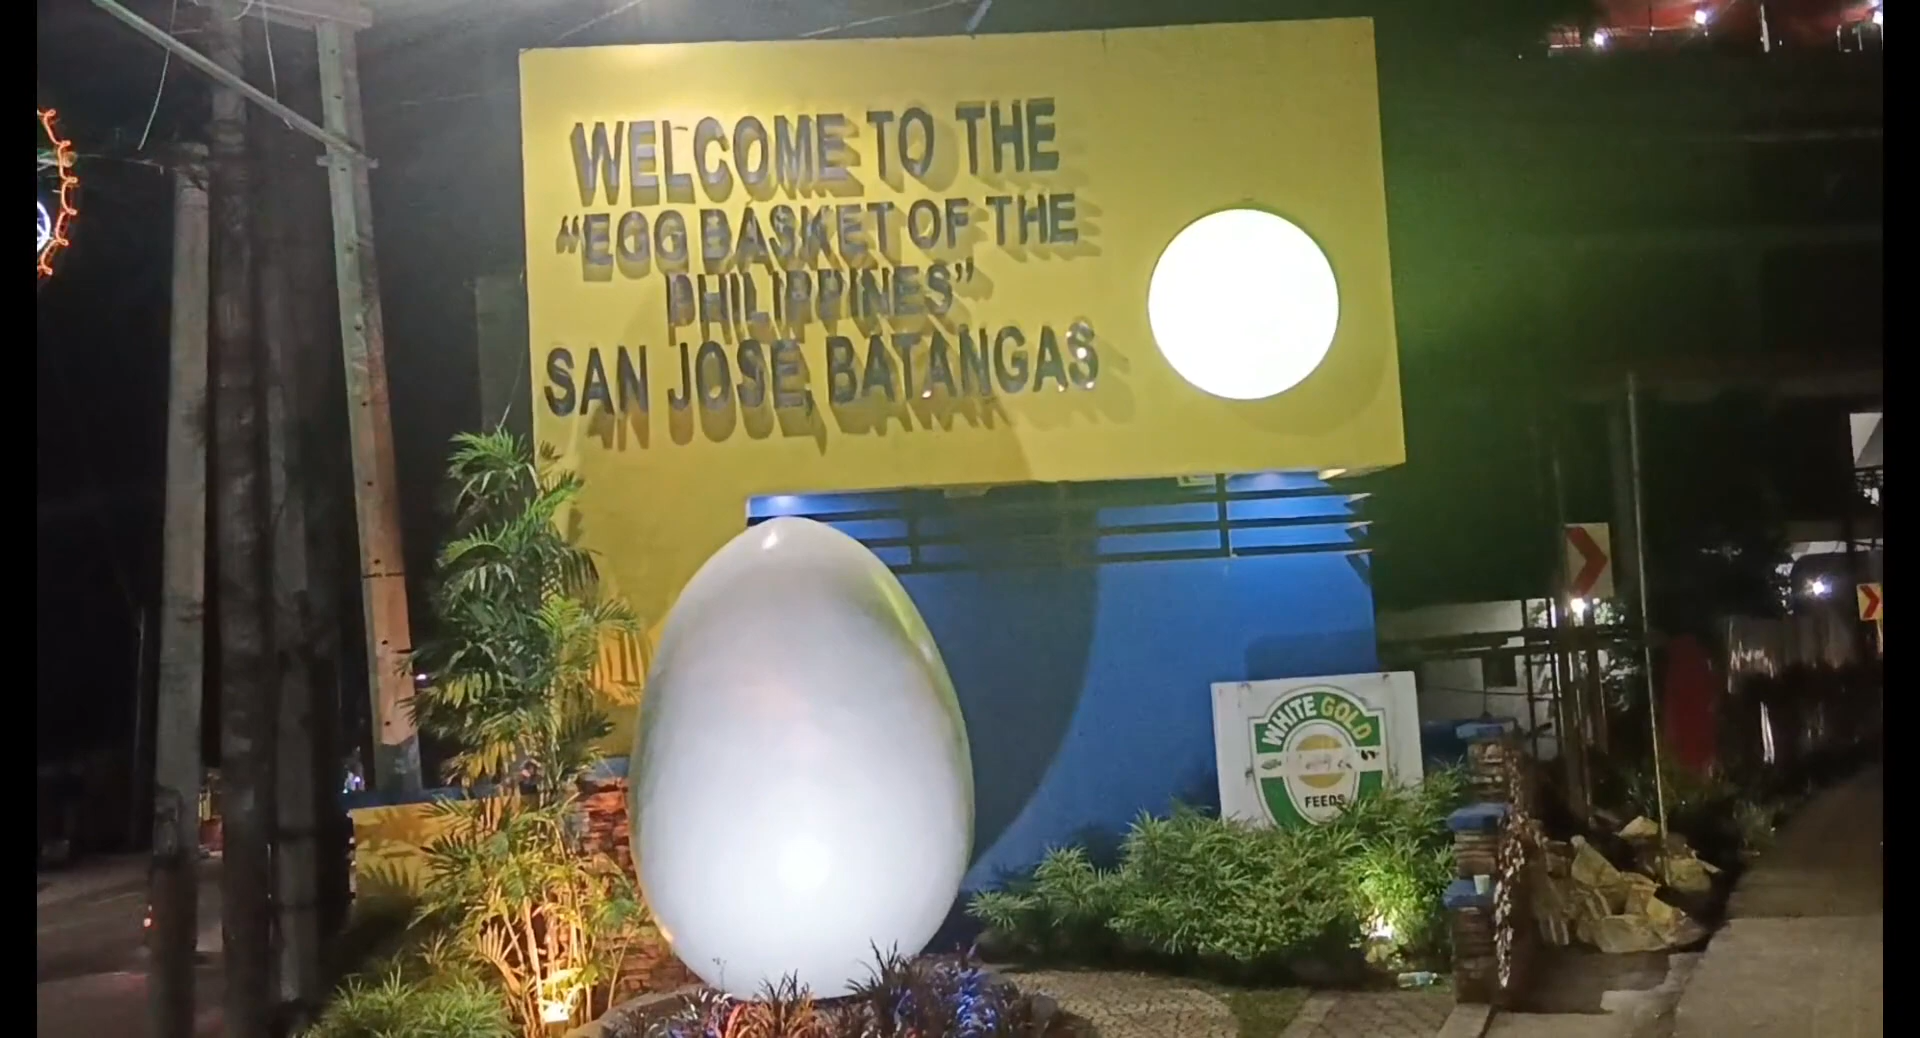 WELCOME TO THE
“EGG BASKET OF THE
PHILIPPINES”
SAN JOSE, BATANGAS
WHITE GOLD
FEEDS